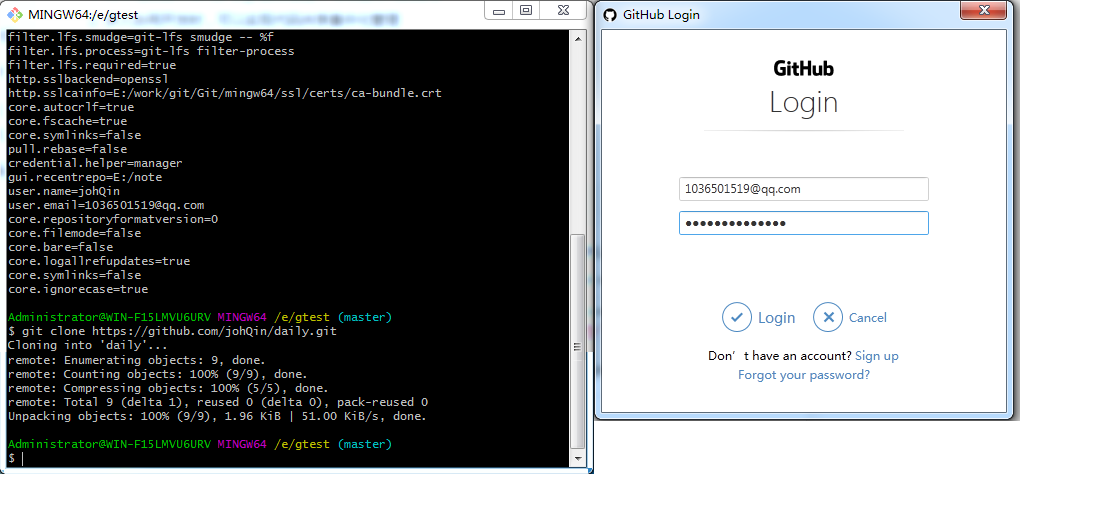 MINGW64:/e/gtest
filter.lfs.smudge=git-lfs smudge -- %f
filter.lfs.process=git-lfs filter-process
filter.lfs.required=true
http.sslbackend=openssl
http.sslcainfo=E:/work/git/Git/mingw64/ssl/certs/ca-bundle.crt
core.autocrlf=true
core.fscache=true
core.symlinks=false
pull.rebase=false
credential.helper=manager
gui.recentrepo=E:/note
user.name=johQin
user.email=1036501519@qq.com
core.repositoryformatversion=0
core.filemode=false
core.bare=false
core.logallrefupdates=true
core.symlinks=false
core.ignorecase=true
Administrator@WIN-F15LMVU6URV MINGW64 /e/gtest (master)
$ git clone https://github.com/johQin/daily.git
Cloning into 'daily'...
remote: Enumerating objects: 9, done.
remote: Counting objects: 100% (9/9), done.
remote: Compressing objects: 100% (5/5), done.
remote: Total 9 (delta 1), reused 0 (delta 0), pack-reused 0
Unpacking objects: 100% (9/9), 1.96 KiB | 51.00 KiB/s, done.
Administrator@WIN-F15LMVU6URV MINGW64 /e/gtest (master)
$
GitHub Login
GitHub
Login
1036501519@qq.com
●●●●●●●●●●●●●●
Login Cancel
Don’t have an account? Sign up
Forgot your password?